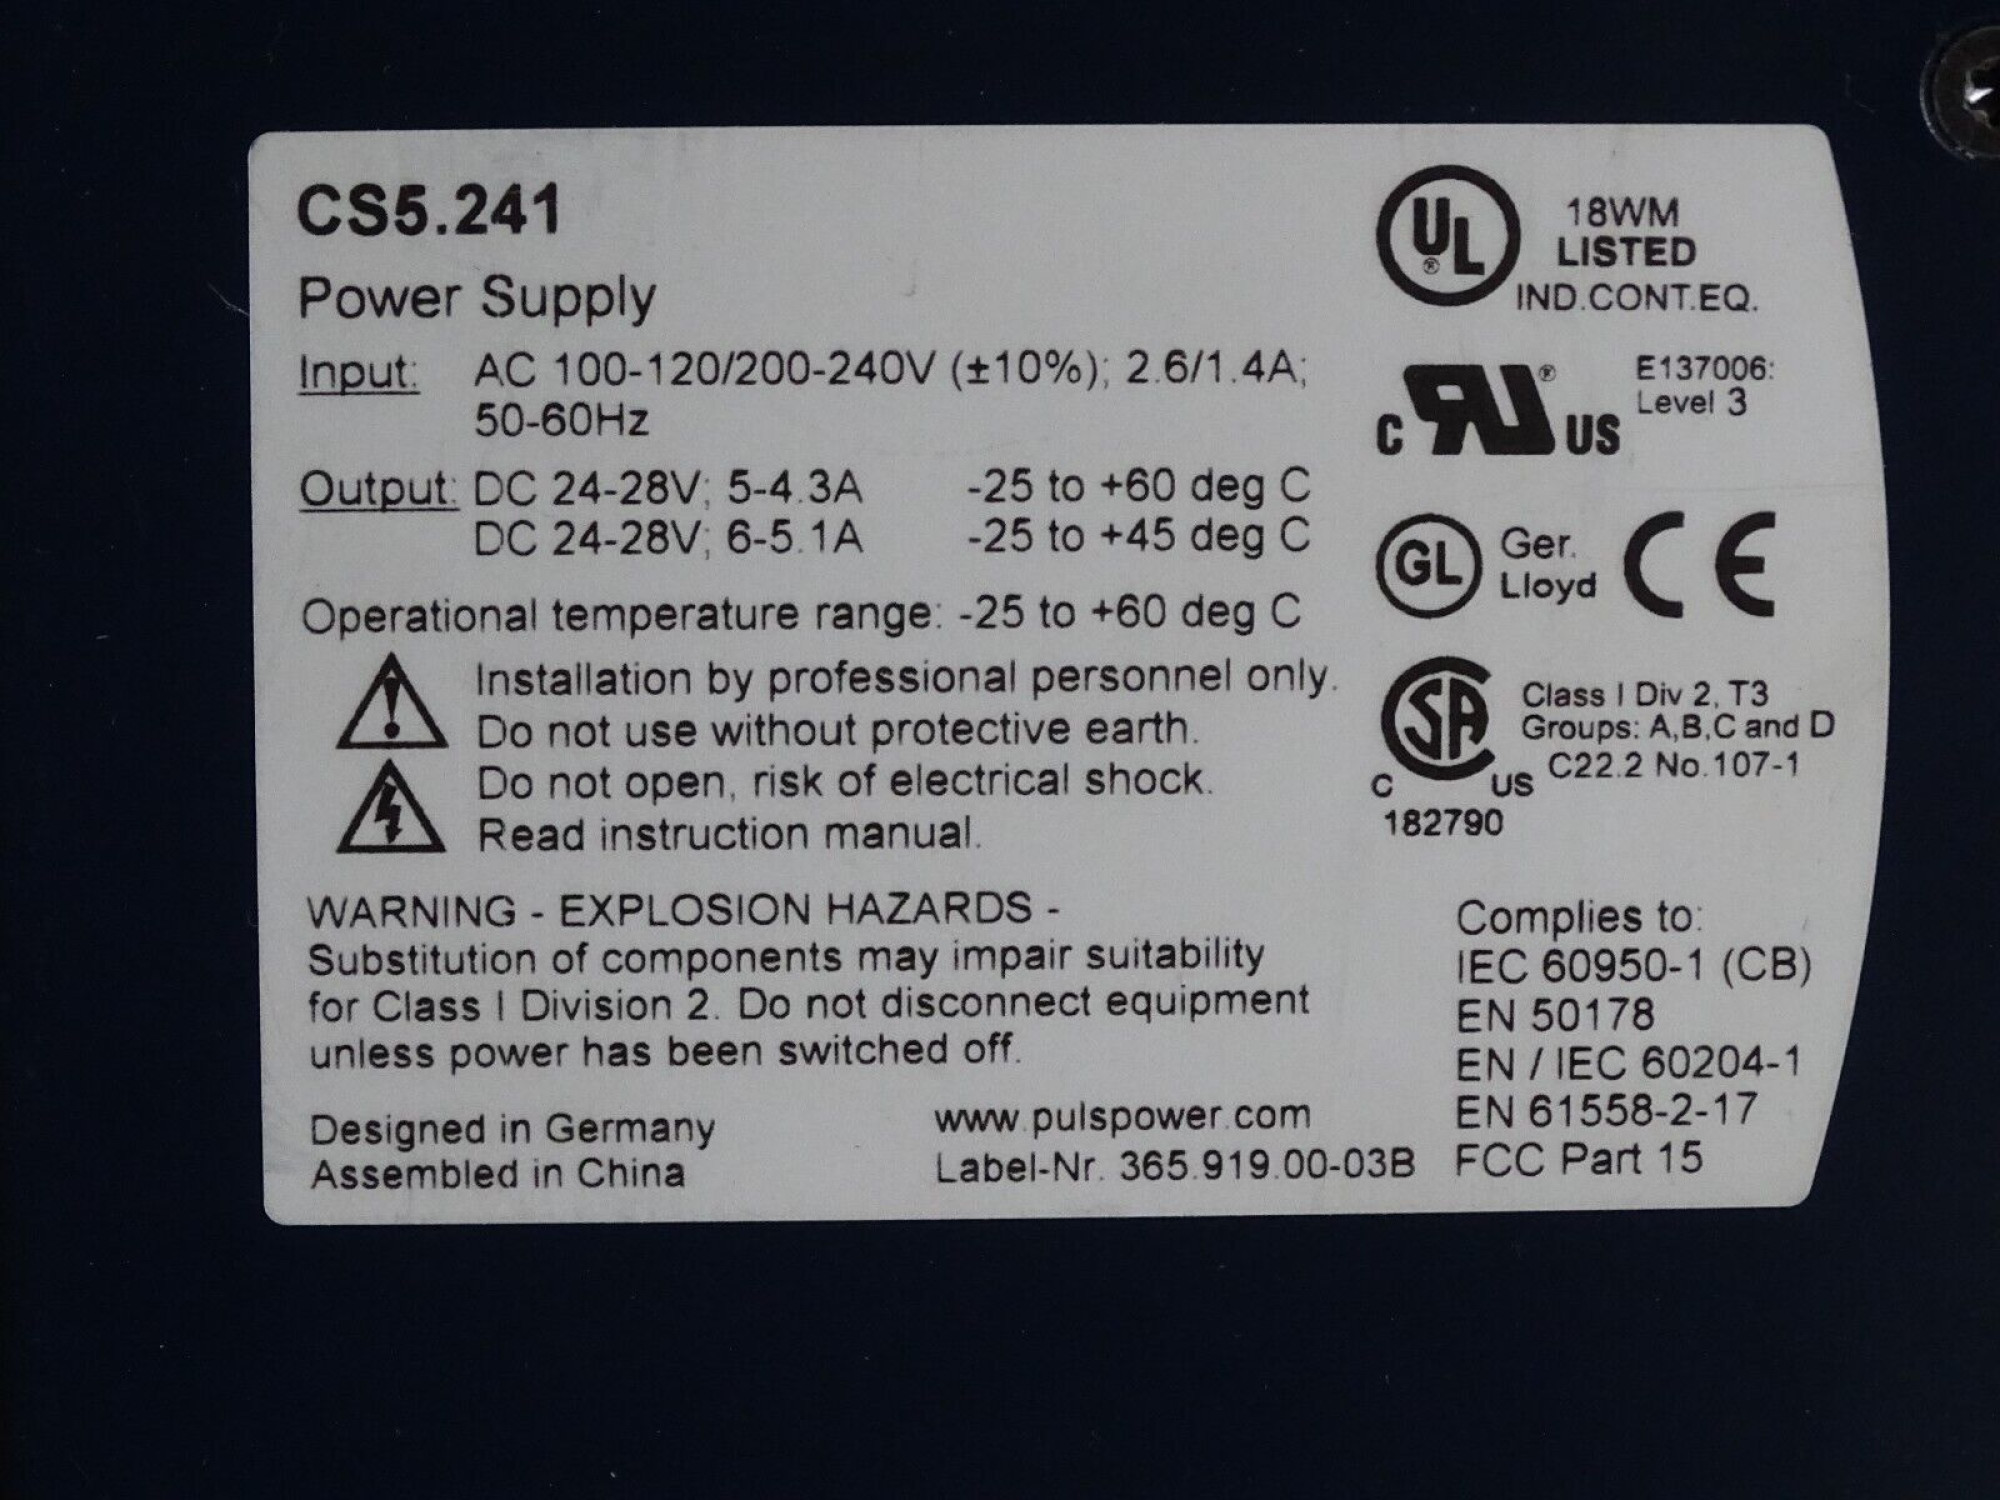 CS5.241
Power Supply
Input: AC 100-120/200-240V (±10%); 2.6/1.4A;
50-60Hz
Output: DC 24-28V; 5-4.3A -25 to +60 deg C
DC 24-28V; 6-5.1A -25 to +45 deg C
Operational temperature range: -25 to +60 deg C
Installation by professional personnel only.
Do not use without protective earth.
Do not open, risk of electrical shock.
Read instruction manual.
WARNING - EXPLOSION HAZARDS -
Substitution of components may impair suitability
for Class I Division 2. Do not disconnect equipment
unless power has been switched off.
Designed in Germany
Assembled in China
www.pulspower.com
Label-Nr. 365.919.00-03B
UL ®
18WM
LISTED
IND.CONT.EQ.
C RU ® US
E137006:
Level 3
GL
Ger.
Lloyd
CE
C SA US
182790
Class I Div 2, T3
Groups: A,B,C and D
C22.2 No.107-1
Complies to:
IEC 60950-1 (CB)
EN 50178
EN / IEC 60204-1
EN 61558-2-17
FCC Part 15